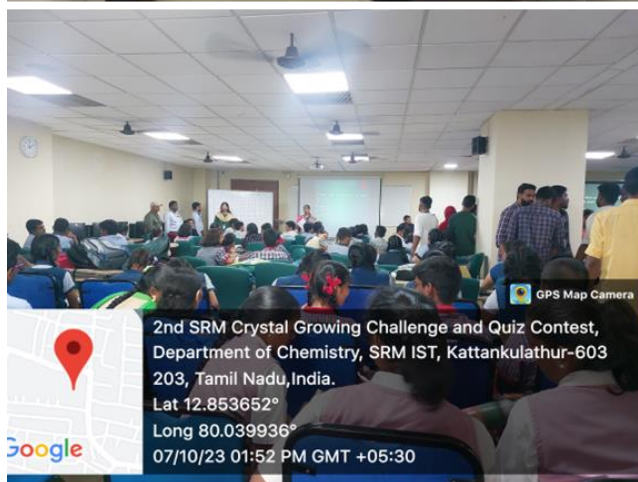 GPS Map Camera
2nd SRM Crystal Growing Challenge and Quiz Contest,
Department of Chemistry, SRM IST, Kattankulathur-603
203, Tamil Nadu,India.
Lat 12.853652°
Long 80.039936°
07/10/23 01:52 PM GMT +05:30
Google